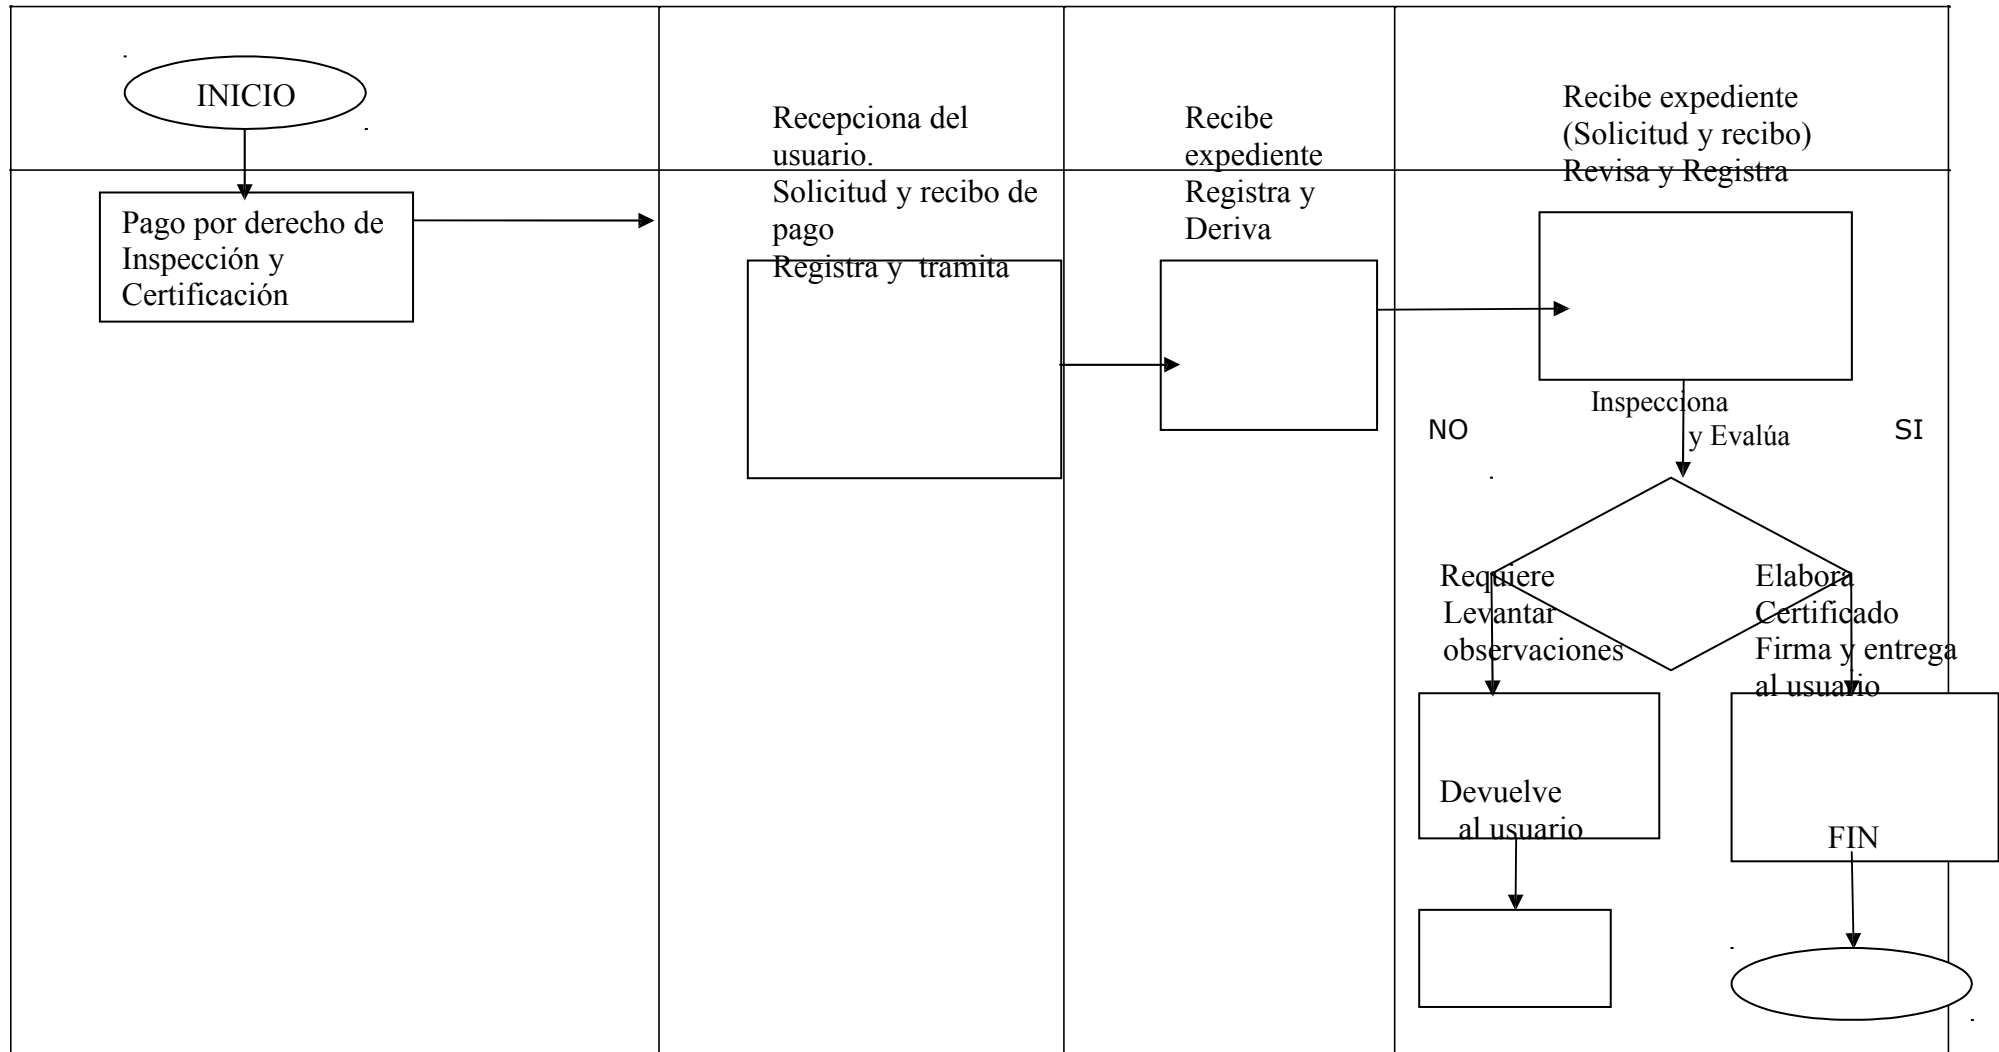 INICIO
Pago por derecho de
Inspección y
Certificación
Recepciona del
usuario.
Solicitud y recibo de
pago
Registra y  tramita
Recibe
expediente
Registra y
Deriva
Recibe expediente
(Solicitud y recibo)
Revisa y Registra
Inspecciona
y Evalúa
NO
SI
Requiere
Levantar
observaciones
Elabora
Certificado
Firma y entrega
al usuario
Devuelve
al usuario
FIN